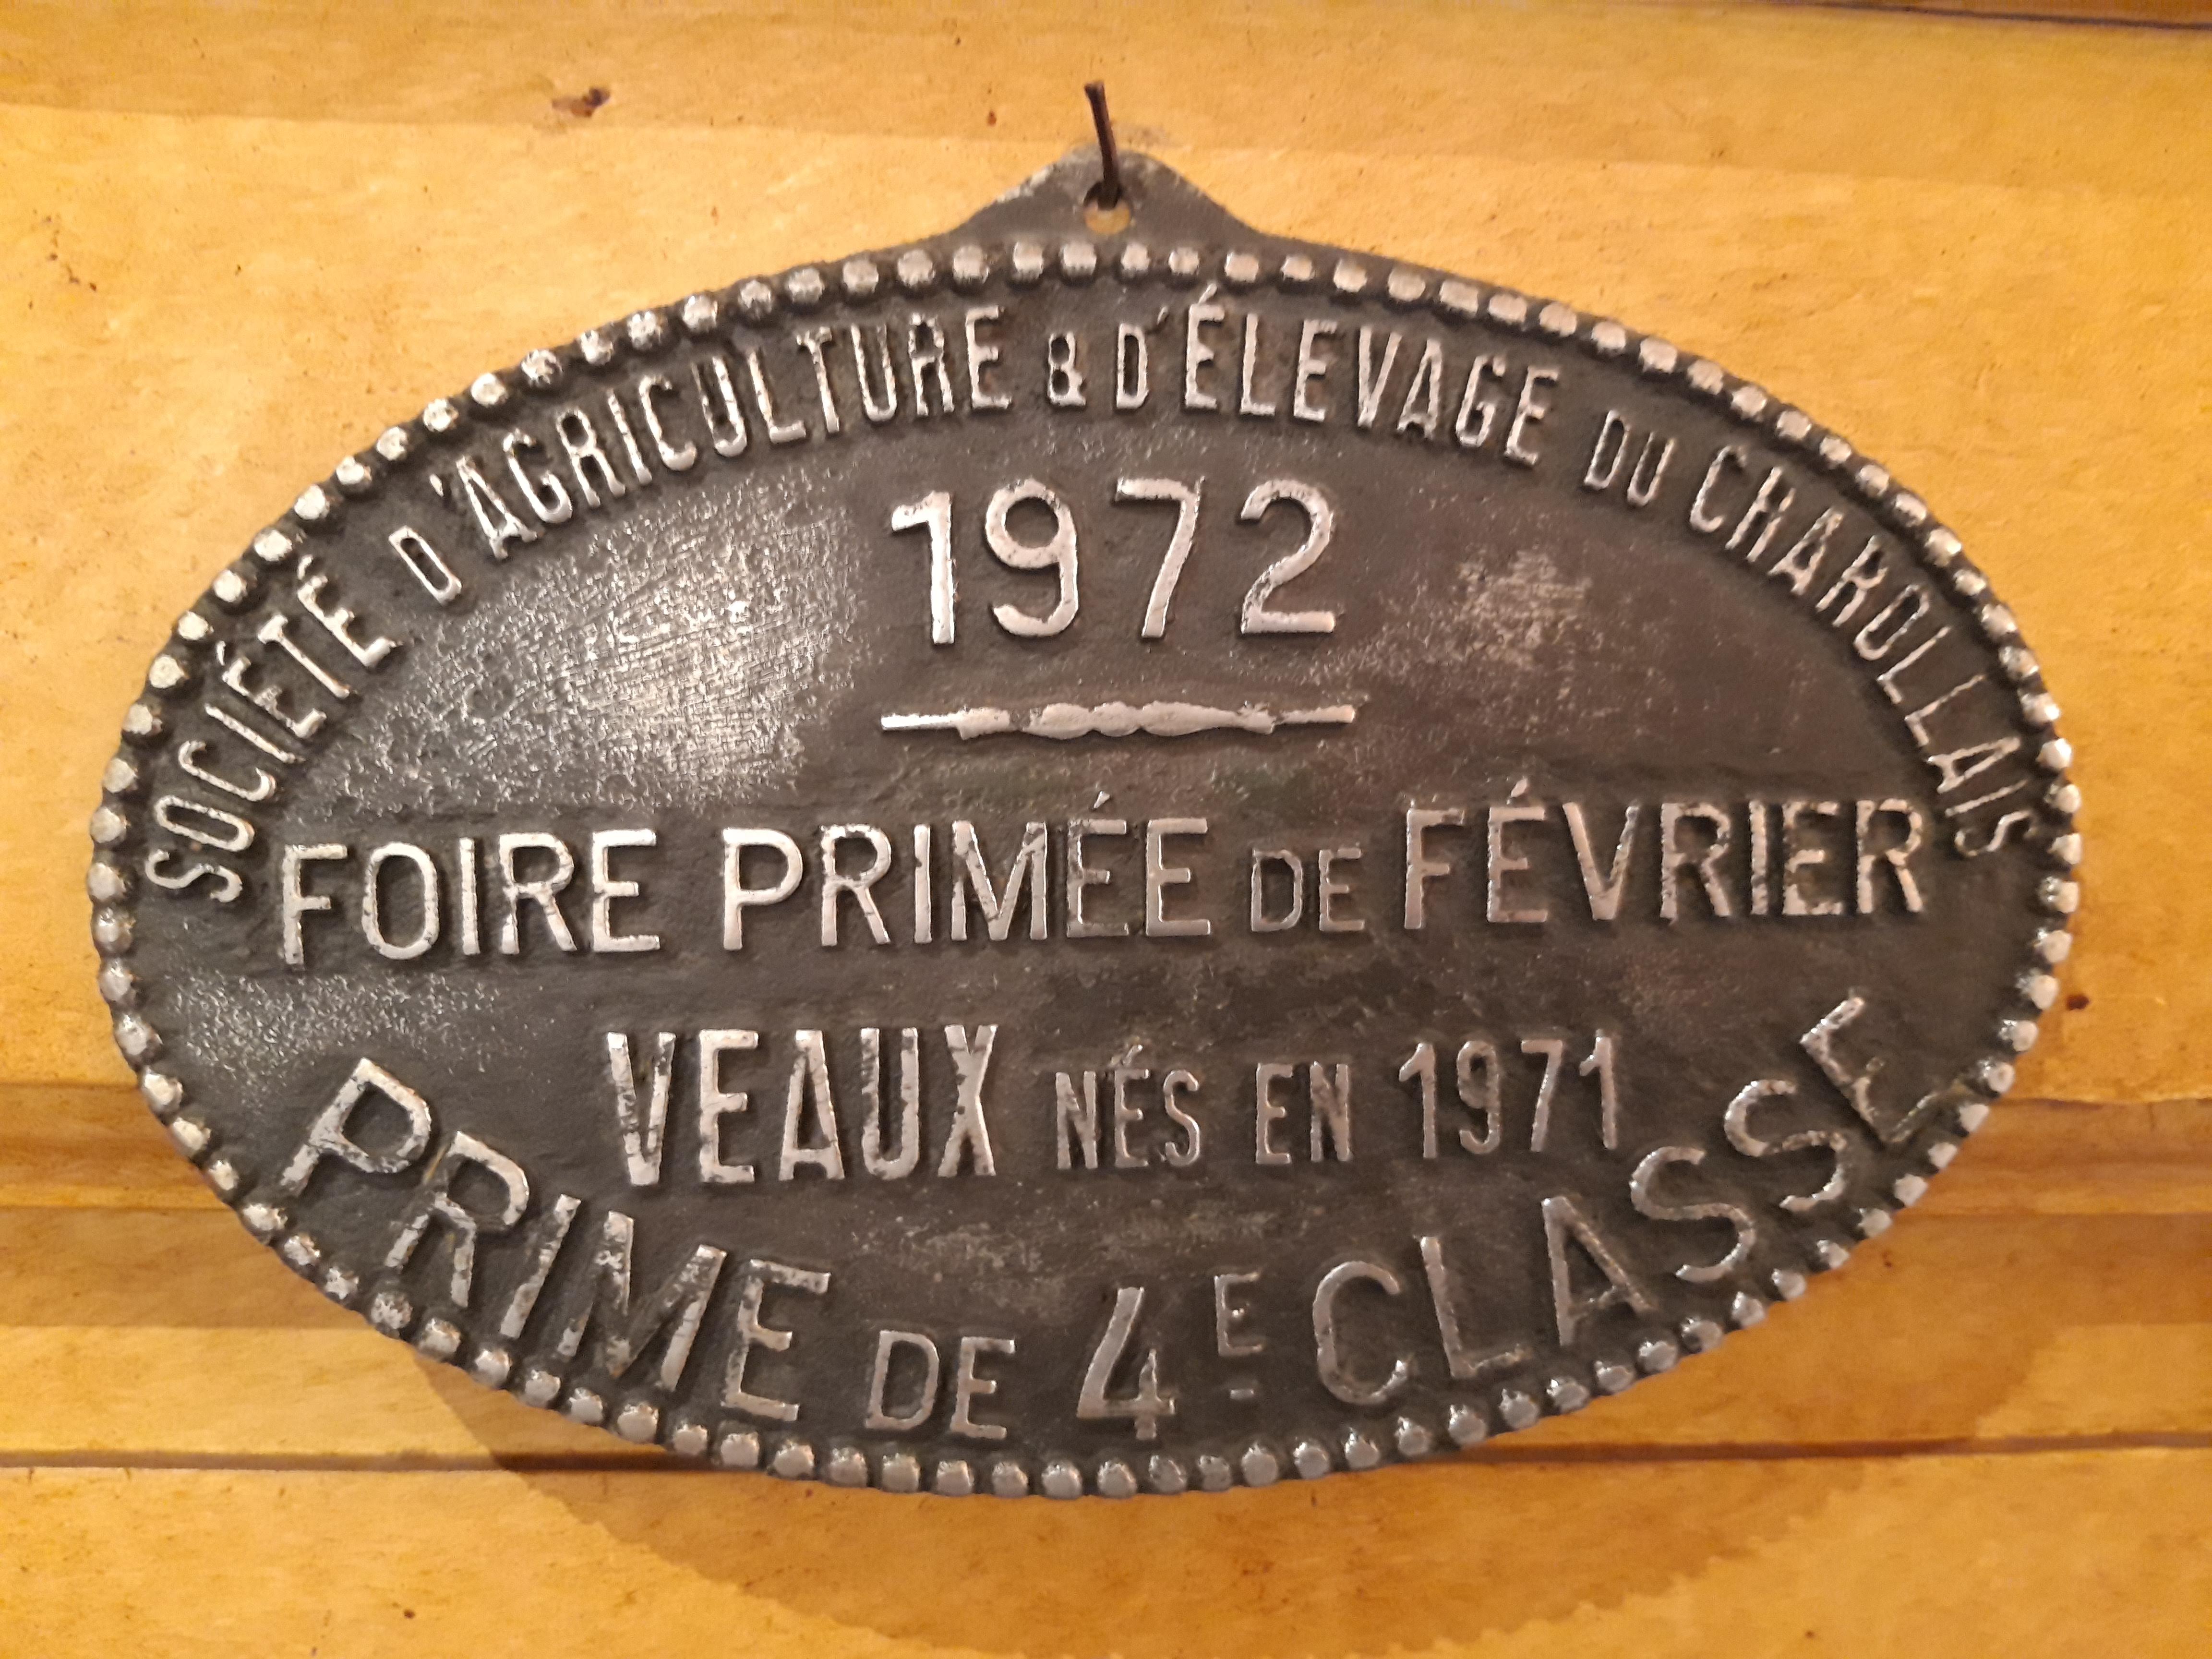 SOCIÉTÉ D'AGRICULTURE & D'ÉLEVAGE DU CHAROLLAIS
1972
FOIRE PRIMÉE DE FÉVRIER
VEAUX NÉS EN 1971
PRIME DE 4E CLASSE